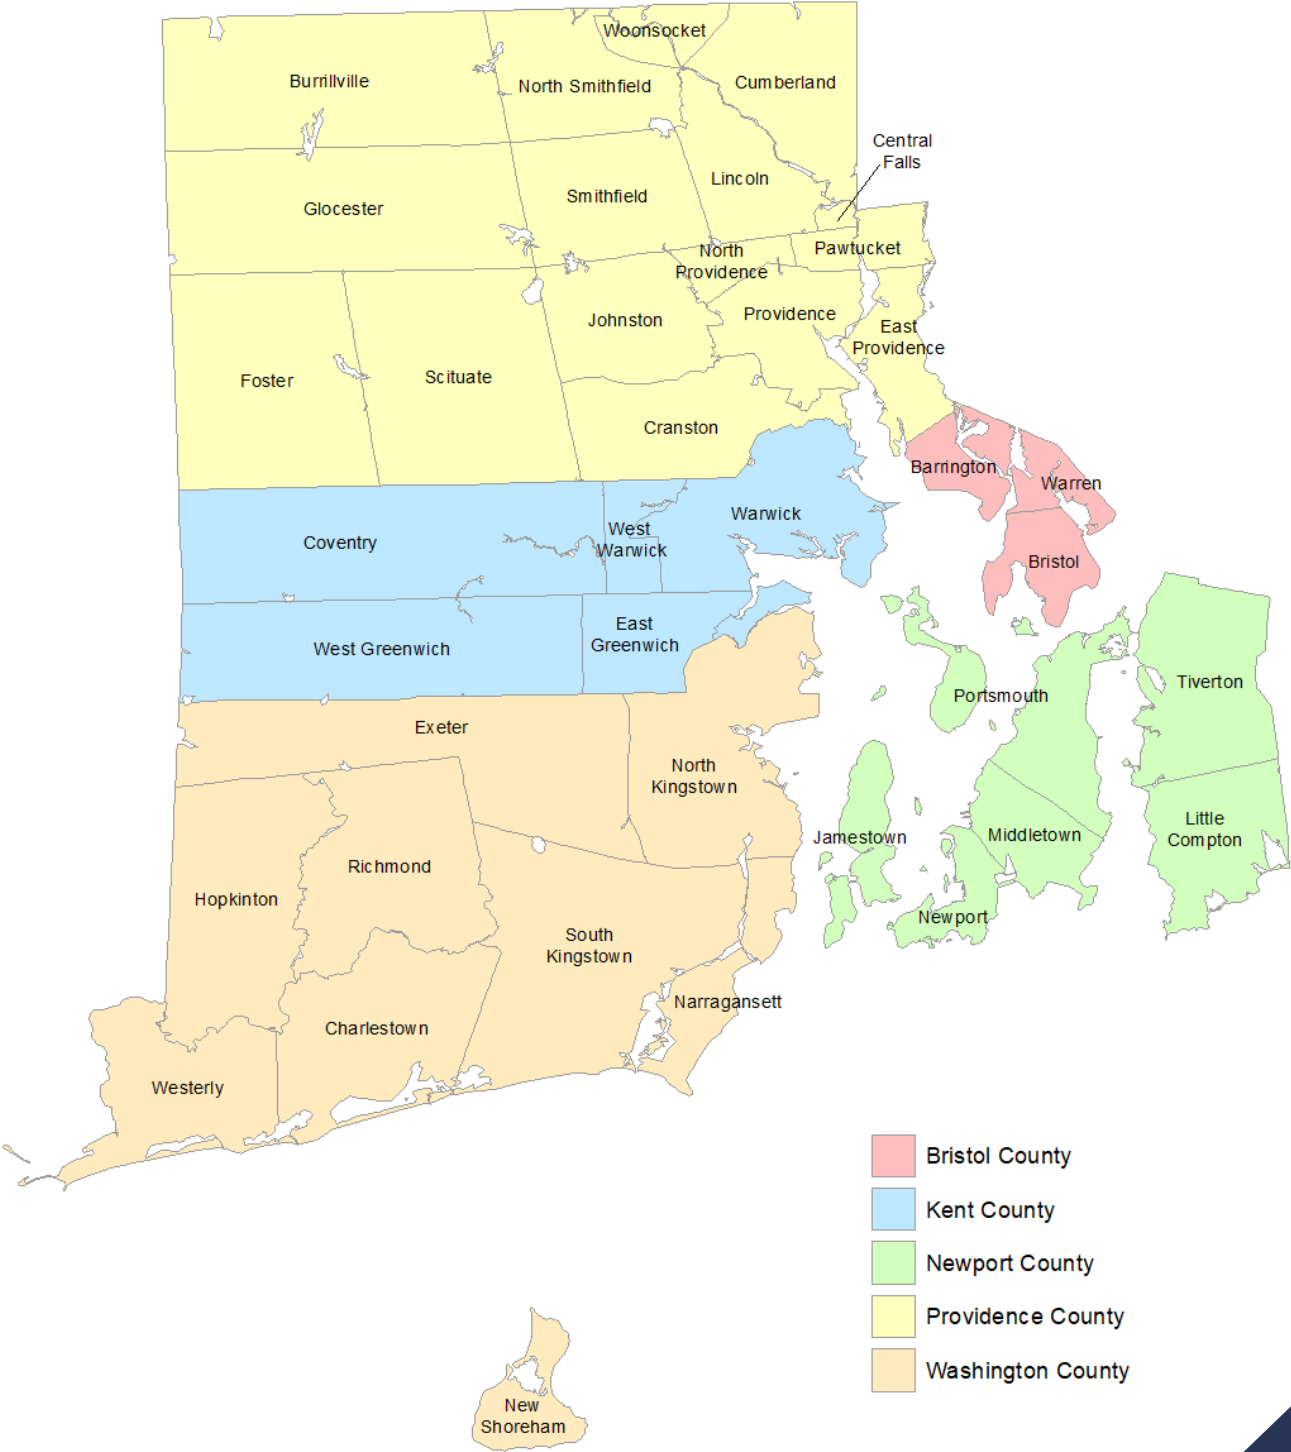 Woonsocket
Burrillville
North Smithfield
Cumberland
Central
Falls
Lincoln
Smithfield
Glocester
Pawtucket
North
Providence
Providence
Johnston
East
Providence
Foster
Scituate
Cranston
Barrington
Warren
Warwick
West
Warwick
Coventry
Bristol
East
Greenwich
West Greenwich
Tiverton
Portsmouth
Exeter
North
Kingstown
Little
Compton
Jamestown
Middletown
Richmond
Hopkinton
Newport
South
Kingstown
Narragansett
Charlestown
Westerly
Bristol County
Kent County
Newport County
Providence County
Washington County
New
Shoreham